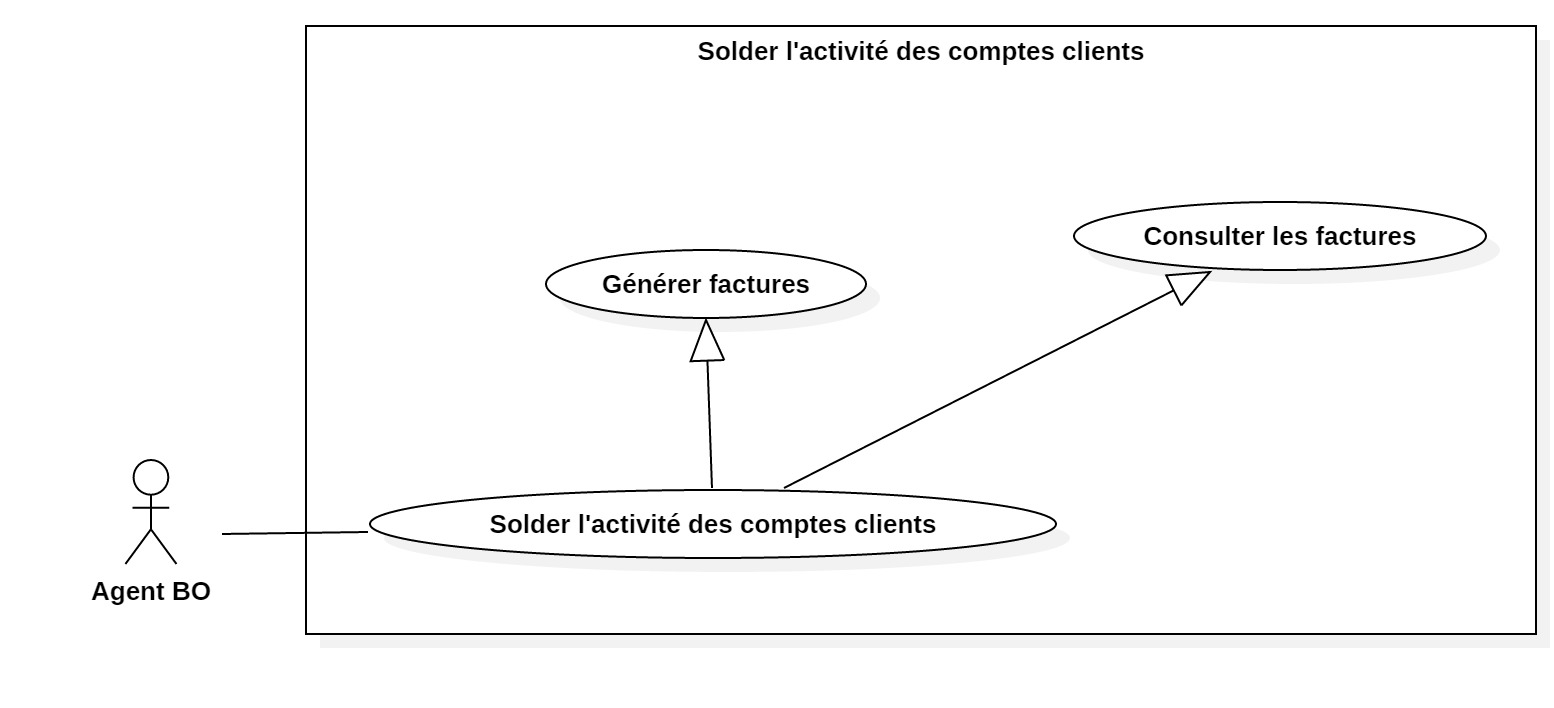 Solder l'activité des comptes clients
Consulter les factures
Générer factures
Solder l'activité des comptes clients
Agent BO